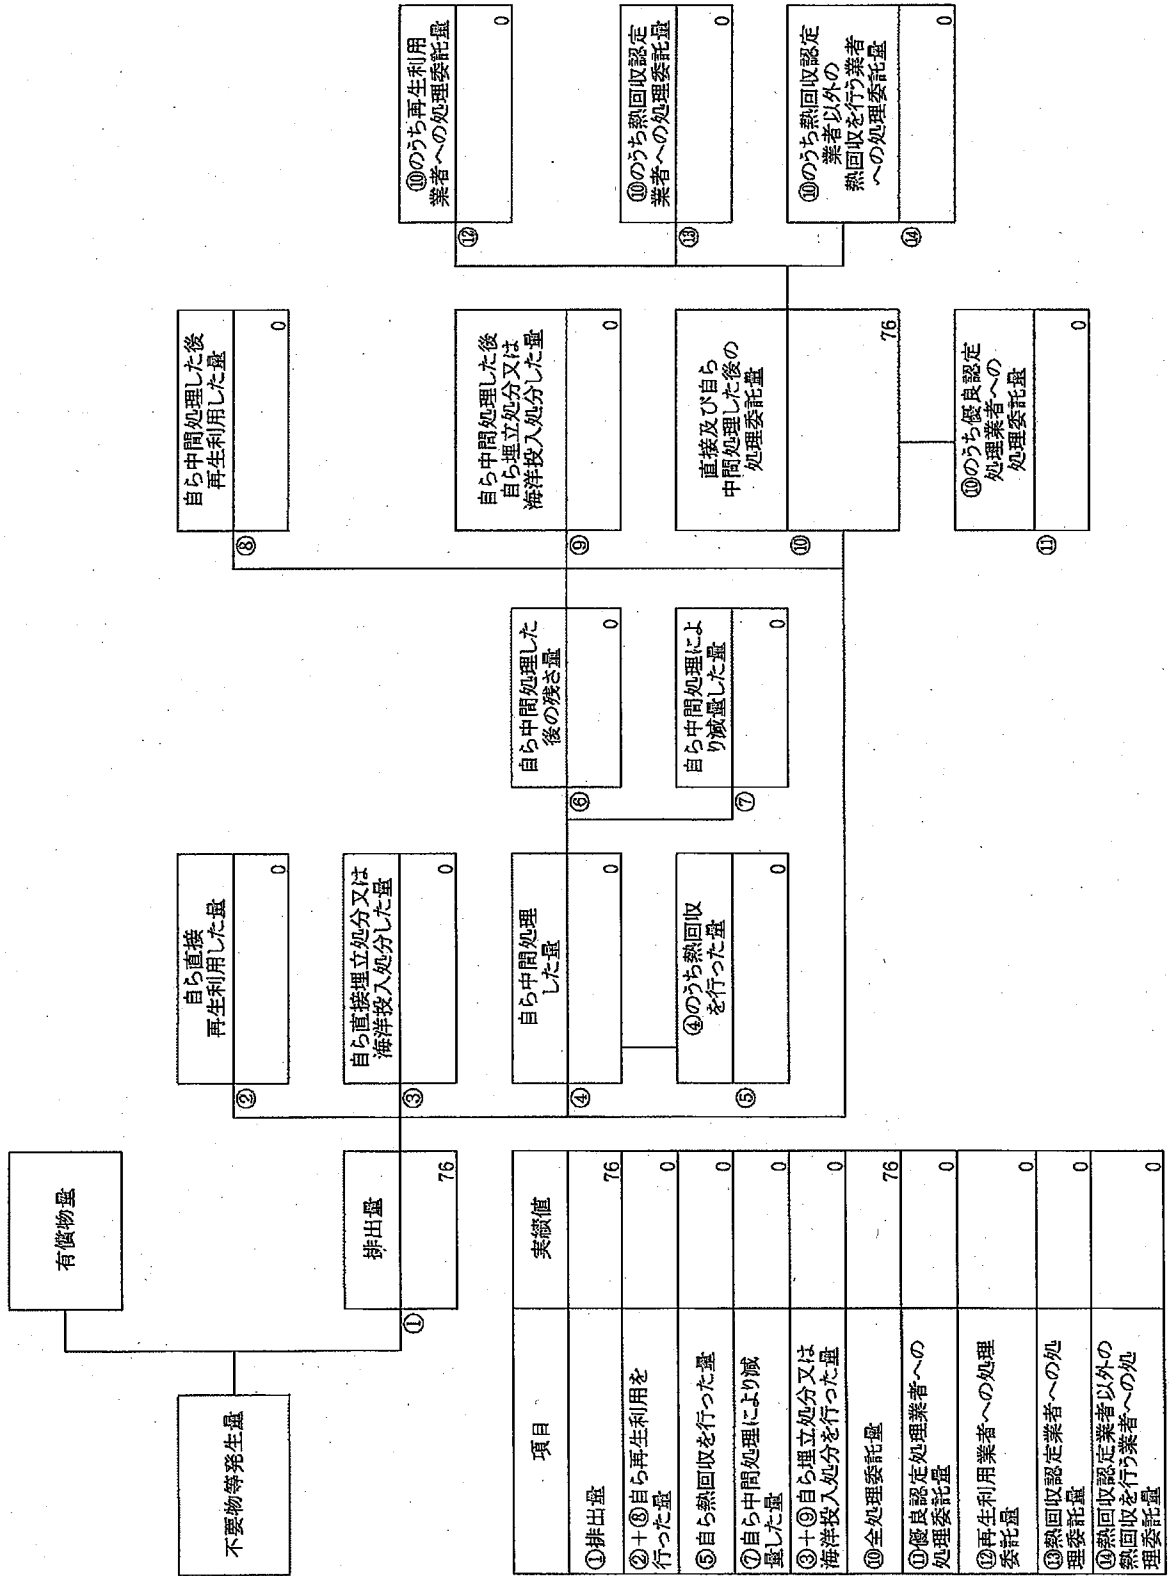 不要物等発生量
有償物量
排出量
①
76
自ら直接
再生利用した量
②
0
自ら直接埋立処分又は
海洋投入処分した量
③
0
自ら中間処理
した量
④
0
④のうち熱回収
を行った量
⑤
0
自ら中間処理した
後の残さ量
⑥
0
自ら中間処理によ
り減量した量
⑦
0
自ら中間処理した後
再生利用した量
⑧
0
自ら中間処理した後
自ら埋立処分又は
海洋投入処分した量
⑨
0
直接及び自ら
中間処理した後の
処理委託量
⑩
76
⑩のうち優良認定
処理業者への
処理委託量
⑪
0
⑩のうち再生利用
業者への処理委託量
⑫
0
⑩のうち熱回収認定
業者への処理委託量
⑬
0
⑩のうち熱回収認定
業者以外の
熱回収を行う業者
への処理委託量
⑭
0
項目 実績値
①排出量 76
②+⑧自ら再生利用を
行った量 0
⑤自ら熱回収を行った量 0
⑦自ら中間処理により減
量した量 0
③+⑨自ら埋立処分又は
海洋投入処分を行った量 0
⑩全処理委託量 76
⑪優良認定処理業者への
処理委託量 0
⑫再生利用業者への処理
委託量 0
⑬熱回収認定業者への処
理委託量 0
⑭熱回収認定業者以外の
熱回収を行う業者への処
理委託量 0